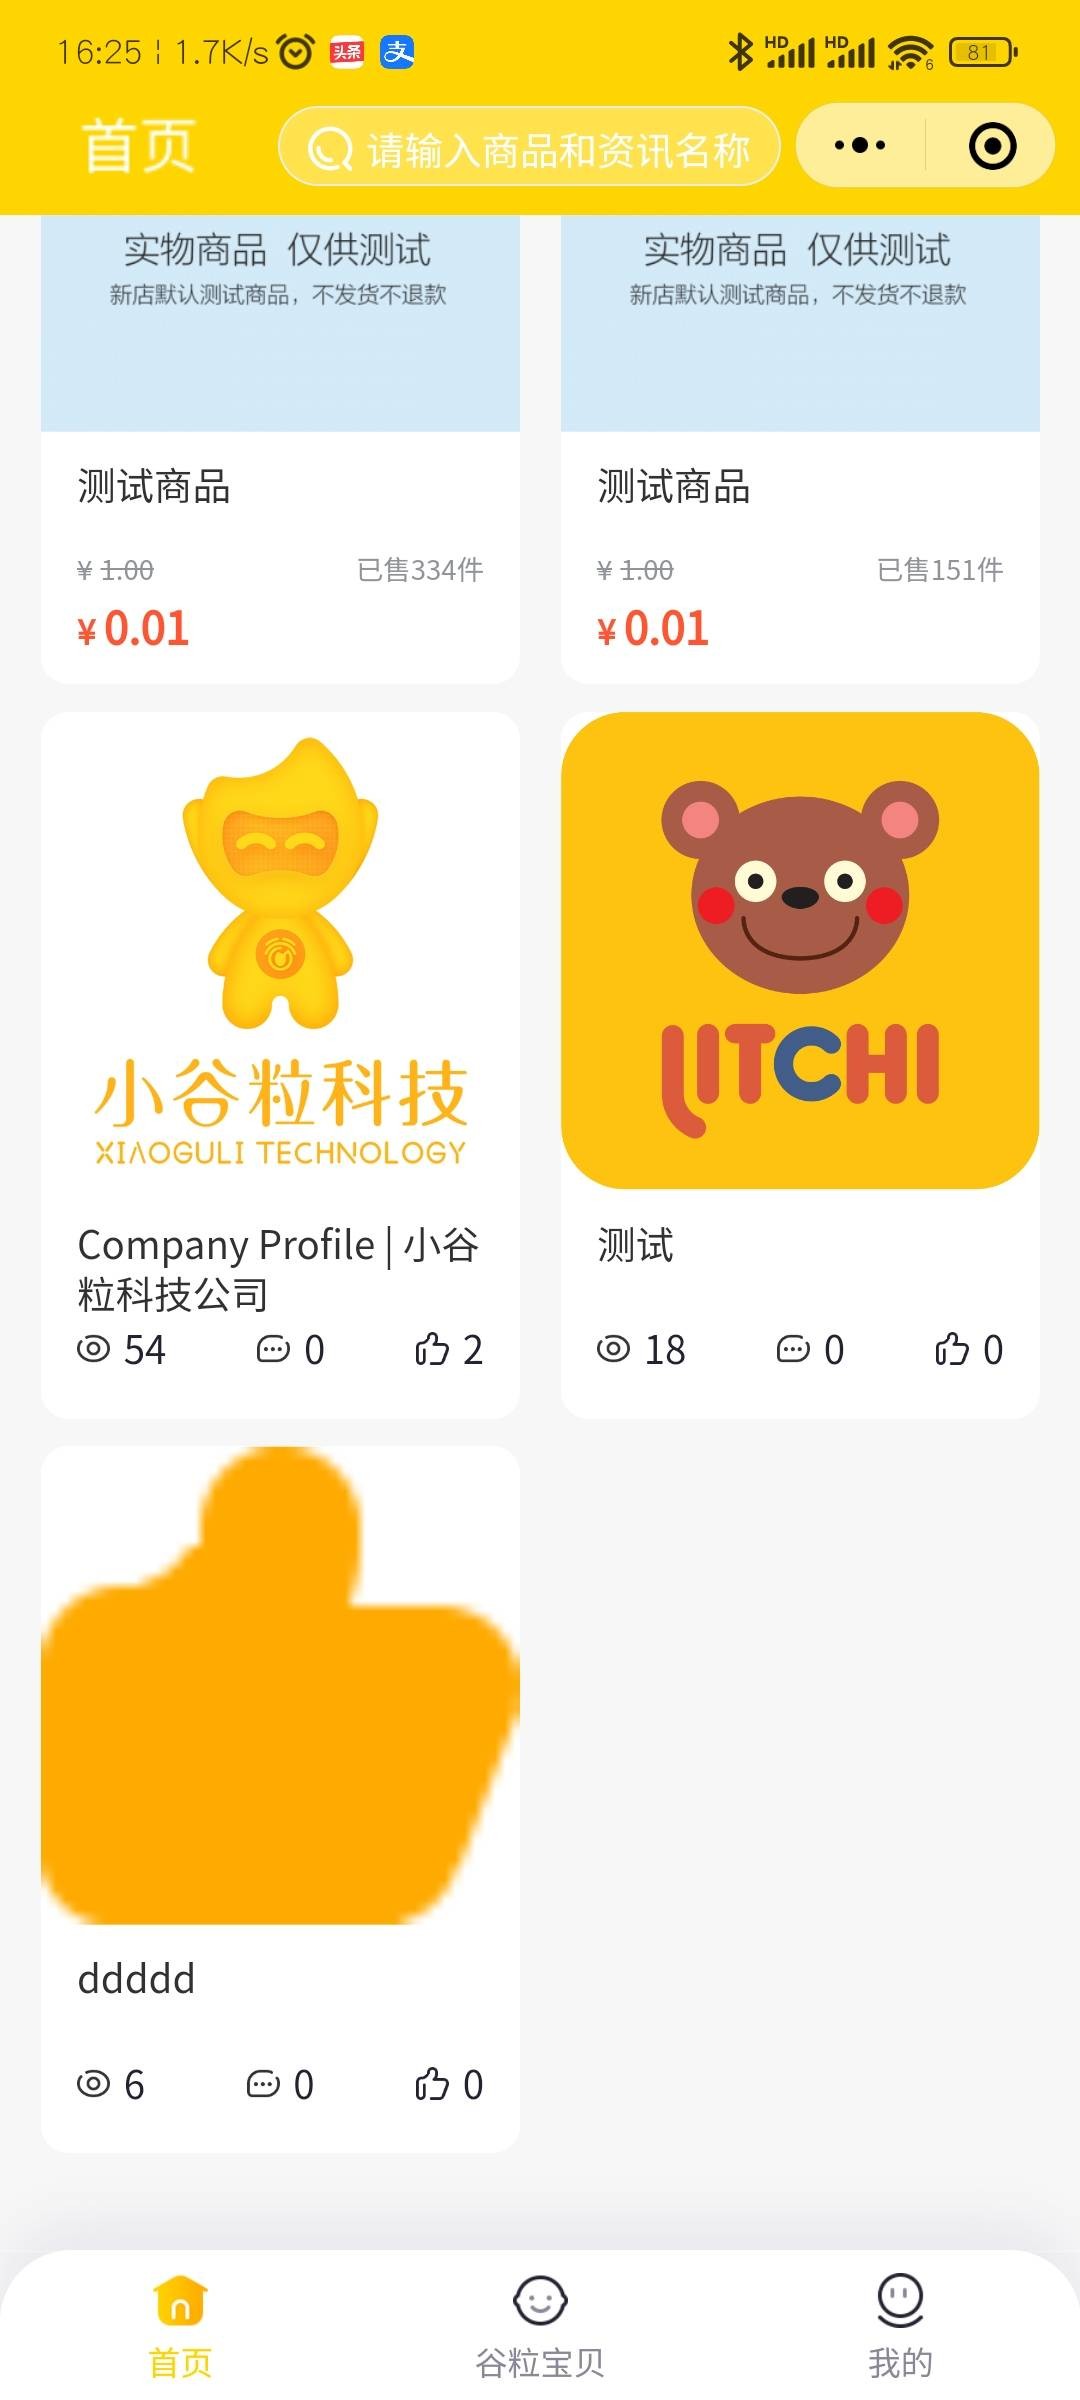 16:25 ¦ 1.7K/s 头条 支 HD HD 6 81
首页 请输入商品和资讯名称
实物商品 仅供测试 实物商品 仅供测试
新店默认测试商品，不发货不退款 新店默认测试商品，不发货不退款
测试商品 测试商品
¥ 1.00 已售334件 ¥ 1.00 已售151件
¥ 0.01 ¥ 0.01
小谷粒科技
XIAOGULI TECHNOLOGY
LITCHI
Company Profile | 小谷
粒科技公司
54 0 2
测试
18 0 0
ddddd
6 0 0
首页 谷粒宝贝 我的